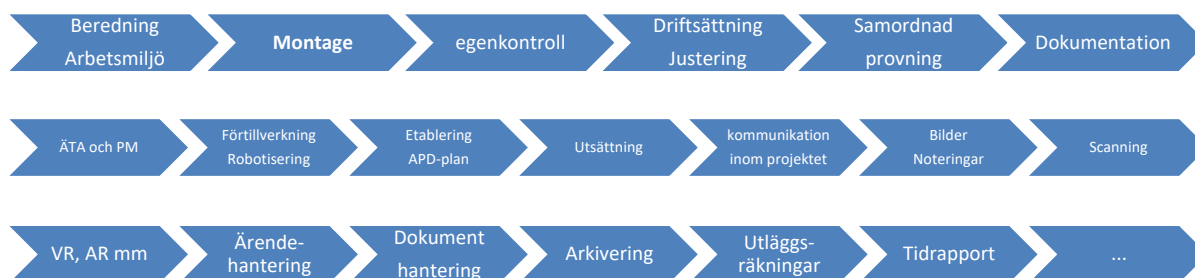 Beredning
Arbetsmiljö
Montage
egenkontroll
Driftsättning
Justering
Samordnad
provning
Dokumentation
ÄTA och PM
Förtillverkning
Robotisering
Etablering
APD-plan
Utsättning
kommunikation
inom projektet
Bilder
Noteringar
Scanning
VR, AR mm
Ärende-
hantering
Dokument
hantering
Arkivering
Utläggs-
räkningar
Tidrapport
...